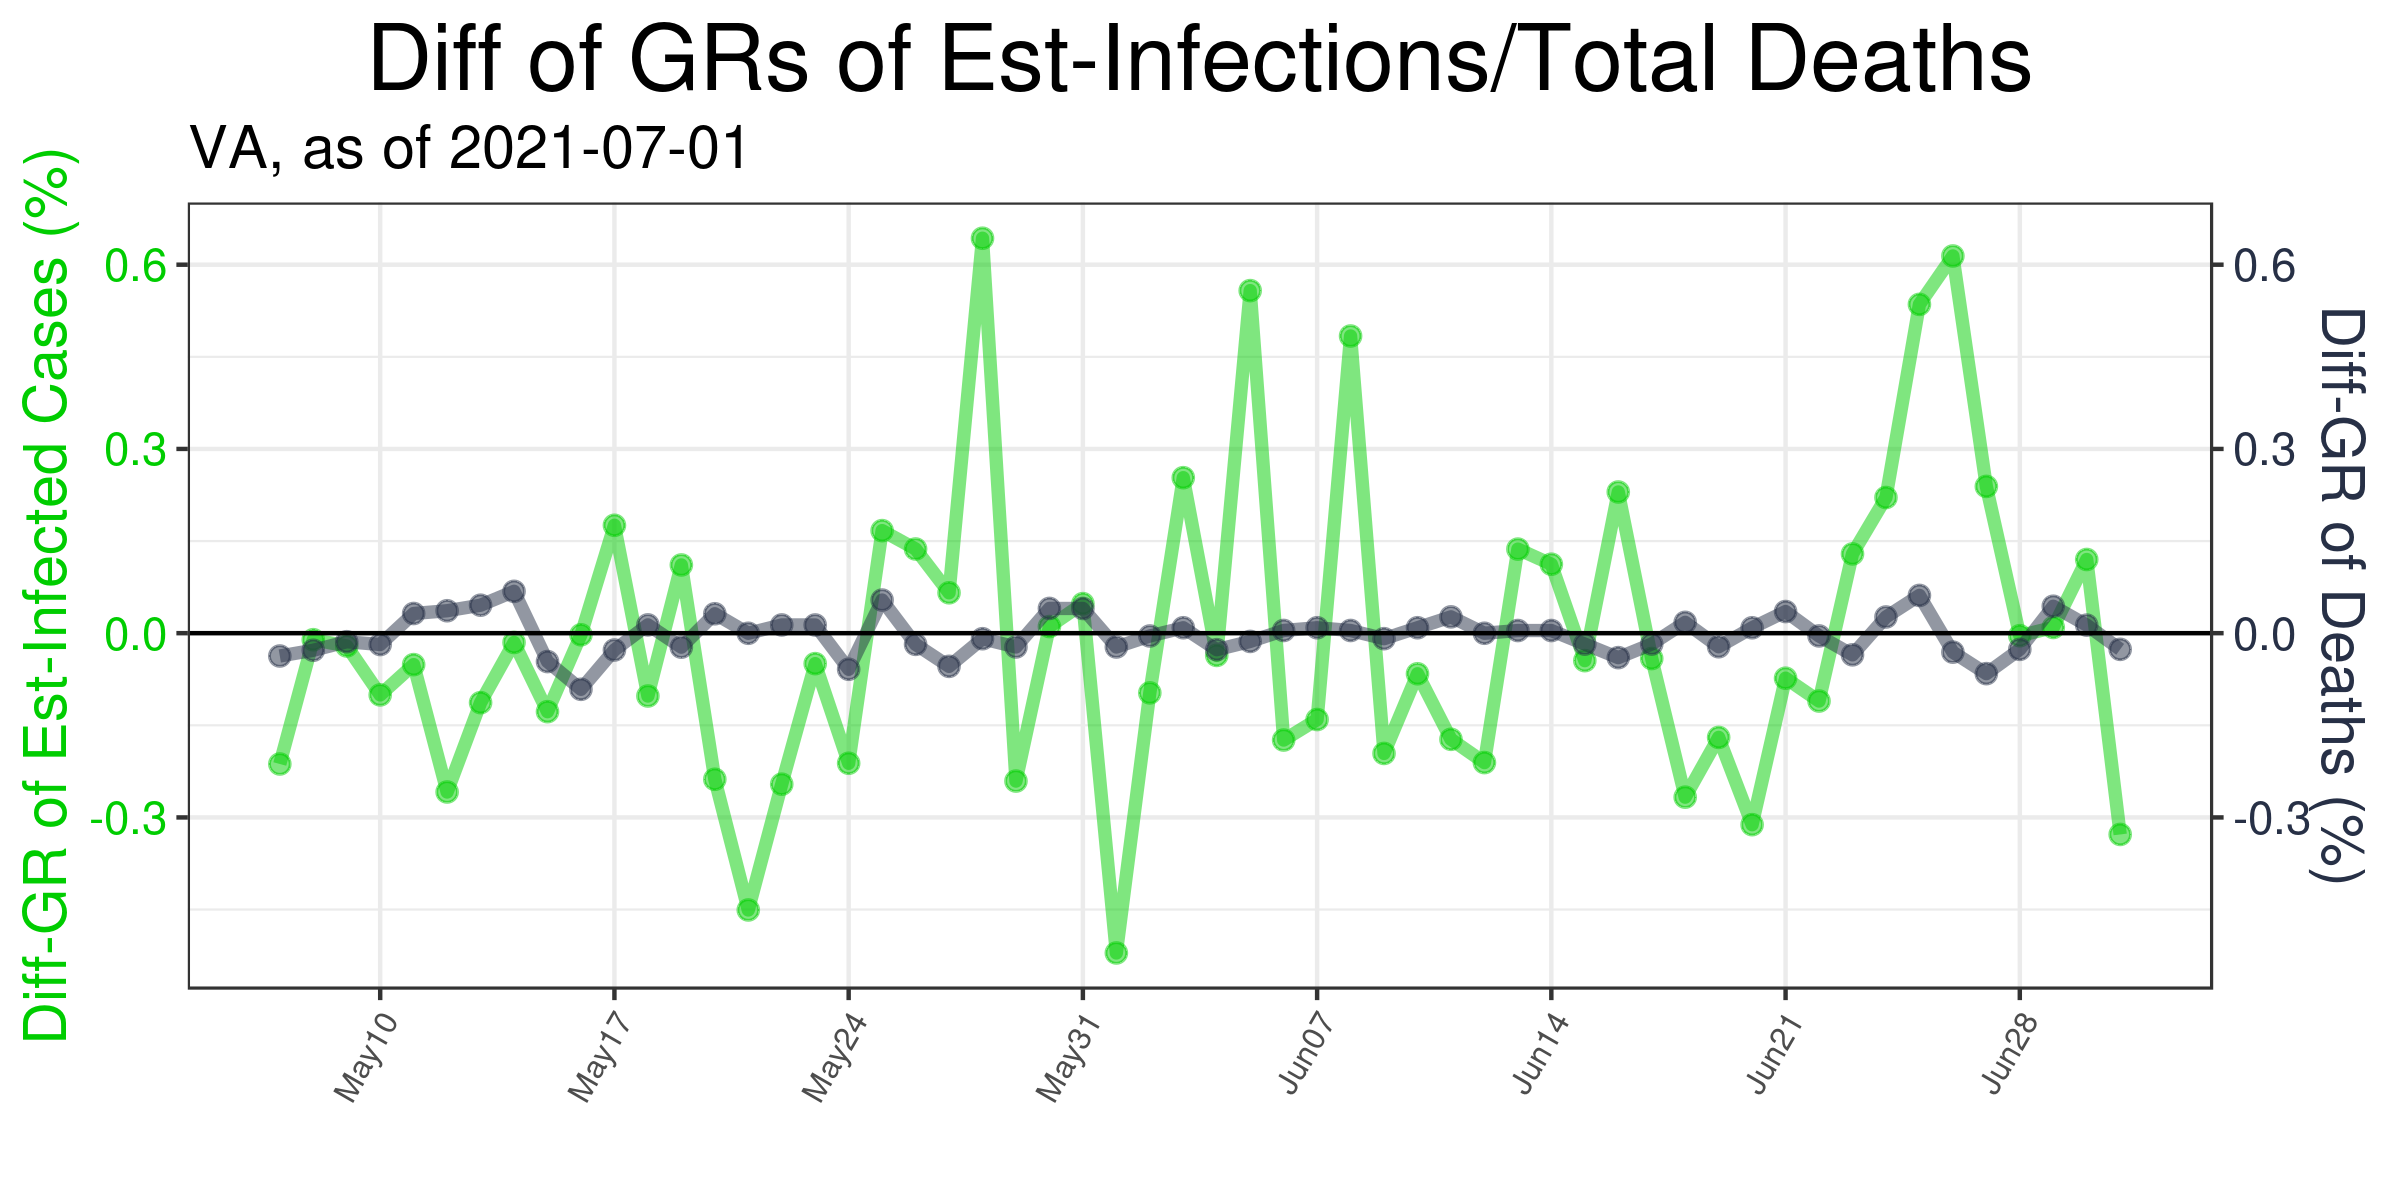 Diff of GRs of Est-Infections/Total Deaths
VA, as of 2021-07-01
Diff-GR of Est-Infected Cases (%)
0.6
0.3
0.0
-0.3
0.6
0.3
0.0
-0.3
Diff-GR of Deaths (%)
May10
May17
May24
May31
Jun07
Jun14
Jun21
Jun28